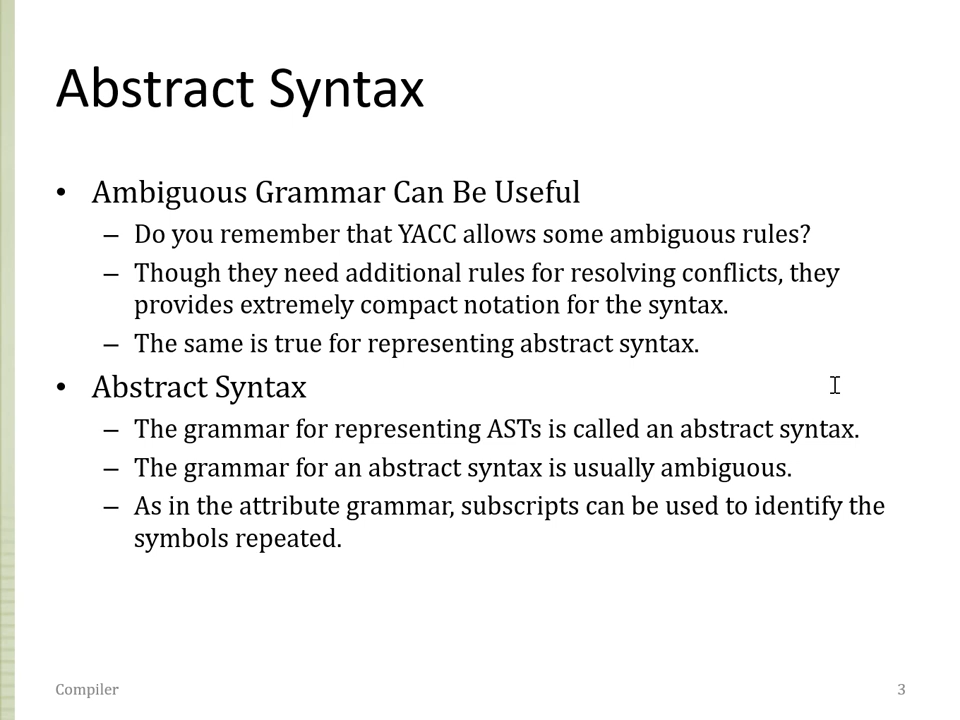 Abstract Syntax
• Ambiguous Grammar Can Be Useful
– Do you remember that YACC allows some ambiguous rules?
– Though they need additional rules for resolving conflicts, they
provides extremely compact notation for the syntax.
– The same is true for representing abstract syntax.
• Abstract Syntax
– The grammar for representing ASTs is called an abstract syntax.
– The grammar for an abstract syntax is usually ambiguous.
– As in the attribute grammar, subscripts can be used to identify the
symbols repeated.
Compiler
3